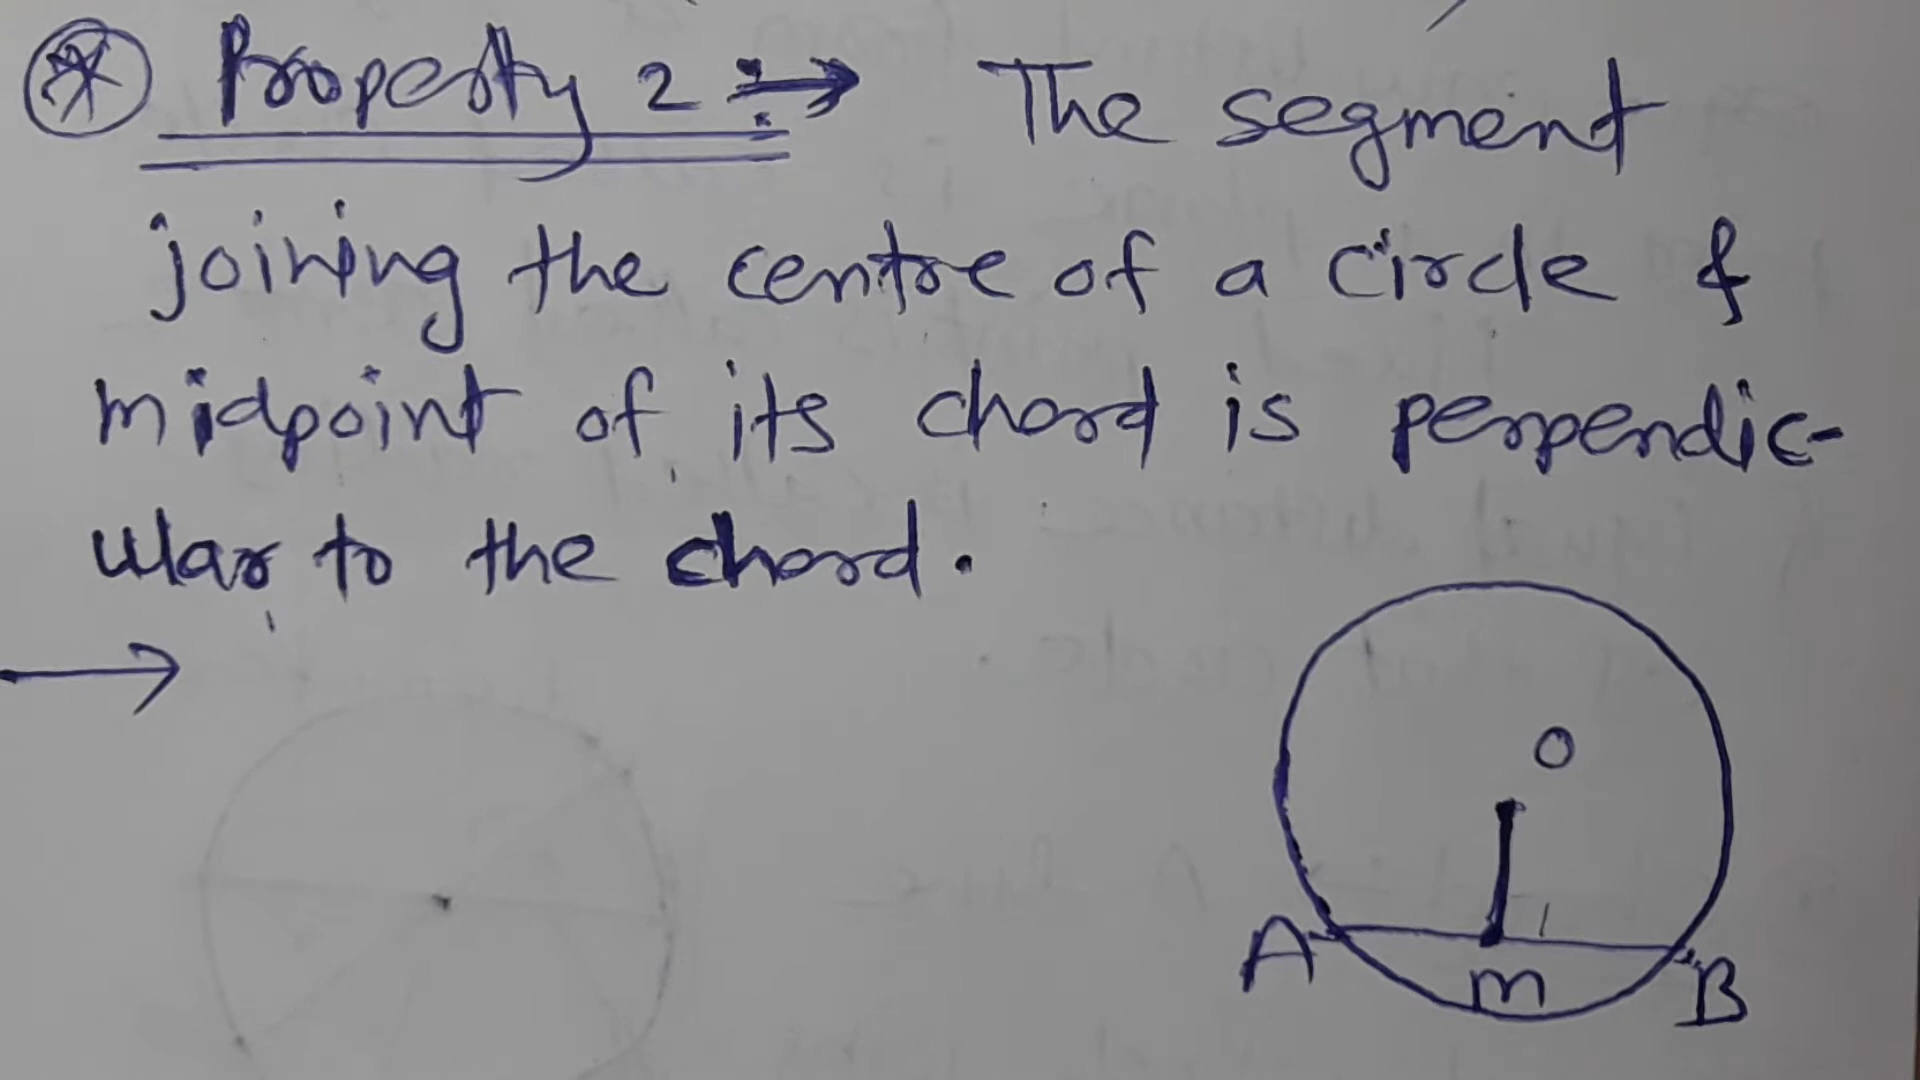 Property 2 :→ The segment
joining the centre of a circle &
midpoint of its chord is perpendic-
ular to the chord.
→
O
A
B
m